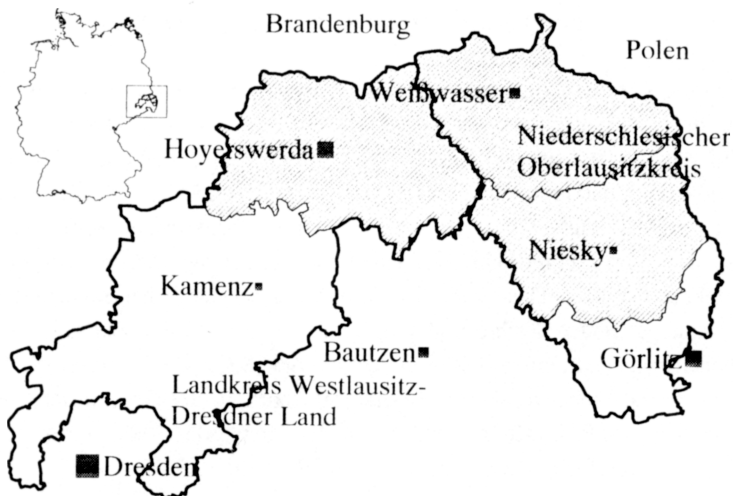 Brandenburg
Polen
Weißwasser
Hoyerswerda
Niederschlesischer
Oberlausitzkreis
Niesky
Kamenz
Bautzen
Görlitz
Landkreis Westlausitz-
Dresdner Land
Dresden